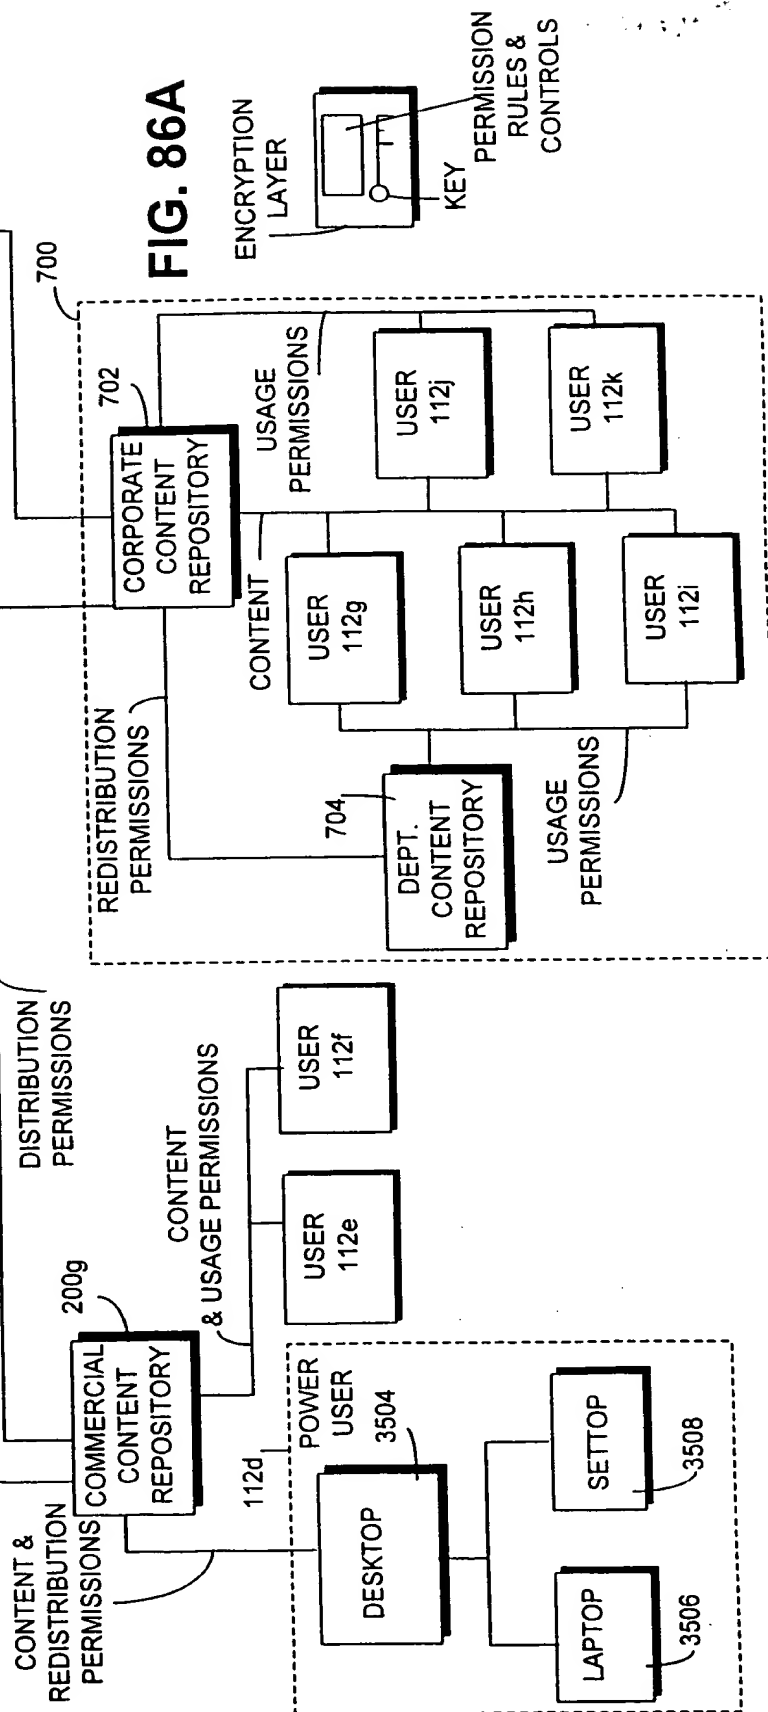 CONTENT &
REDISTRIBUTION
PERMISSIONS
COMMERCIAL
CONTENT
REPOSITORY
200g
DISTRIBUTION
PERMISSIONS
CONTENT
& USAGE PERMISSIONS
USER
112e
USER
112f
112d
POWER
USER
DESKTOP
3504
LAPTOP
3506
SETTOP
3508
REDISTRIBUTION
PERMISSIONS
CORPORATE
CONTENT
REPOSITORY
702
700
CONTENT
USAGE
PERMISSIONS
704
DEPT.
CONTENT
REPOSITORY
USAGE
PERMISSIONS
USER
112g
USER
112h
USER
112i
USER
112j
USER
112k
FIG. 86A
ENCRYPTION
LAYER
KEY
PERMISSION
RULES &
CONTROLS